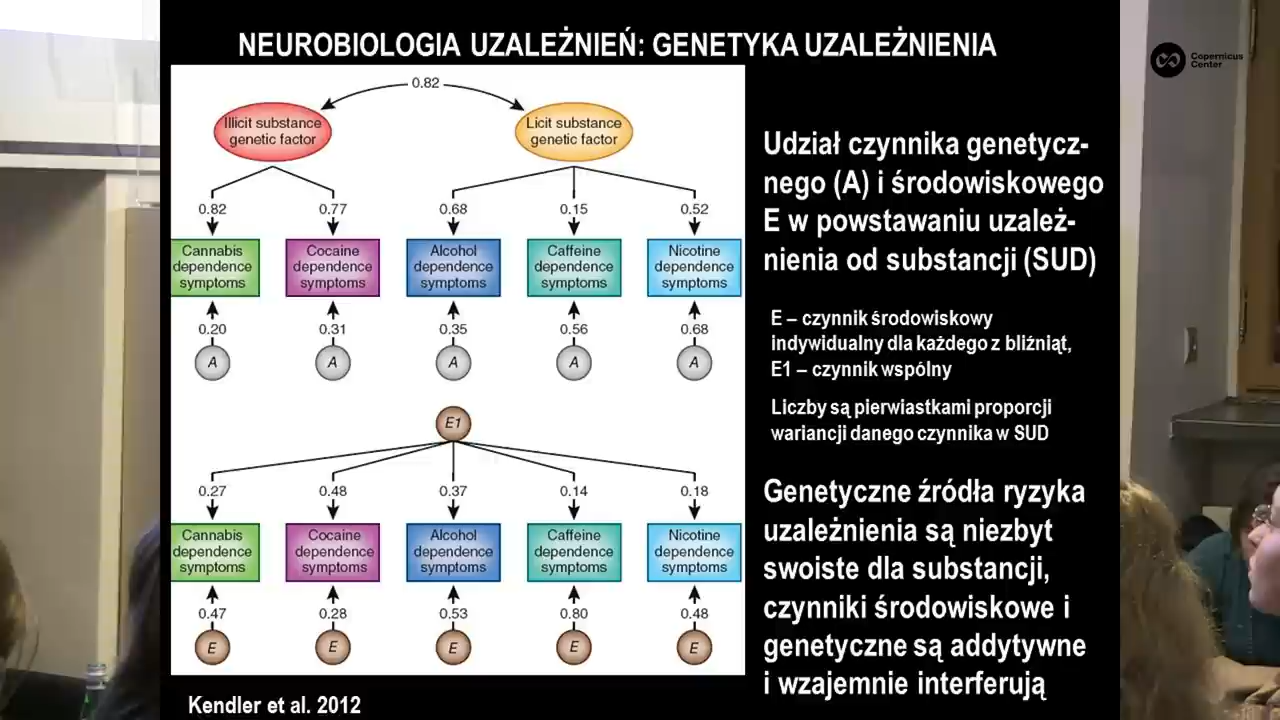 NEUROBIOLOGIA UZALEŻNIEŃ: GENETYKA UZALEŻNIENIA
Copernicus
Center
0.82
Illicit substance
genetic factor
Licit substance
genetic factor
0.82 0.77 0.68 0.15 0.52
Cannabis
dependence
symptoms
Cocaine
dependence
symptoms
Alcohol
dependence
symptoms
Caffeine
dependence
symptoms
Nicotine
dependence
symptoms
0.20 0.31 0.35 0.56 0.68
A A A A A
E1
0.27 0.48 0.37 0.14 0.18
Cannabis
dependence
symptoms
Cocaine
dependence
symptoms
Alcohol
dependence
symptoms
Caffeine
dependence
symptoms
Nicotine
dependence
symptoms
0.47 0.28 0.53 0.80 0.48
E E E E E
Kendler et al. 2012
Udział czynnika genetycz-
nego (A) i środowiskowego
E w powstawaniu uzależ-
nienia od substancji (SUD)
E – czynnik środowiskowy
indywidualny dla każdego z bliźniąt,
E1 – czynnik wspólny
Liczby są pierwiastkami proporcji
wariancji danego czynnika w SUD
Genetyczne źródła ryzyka
uzależnienia są niezbyt
swoiste dla substancji,
czynniki środowiskowe i
genetyczne są addytywne
i wzajemnie interferują